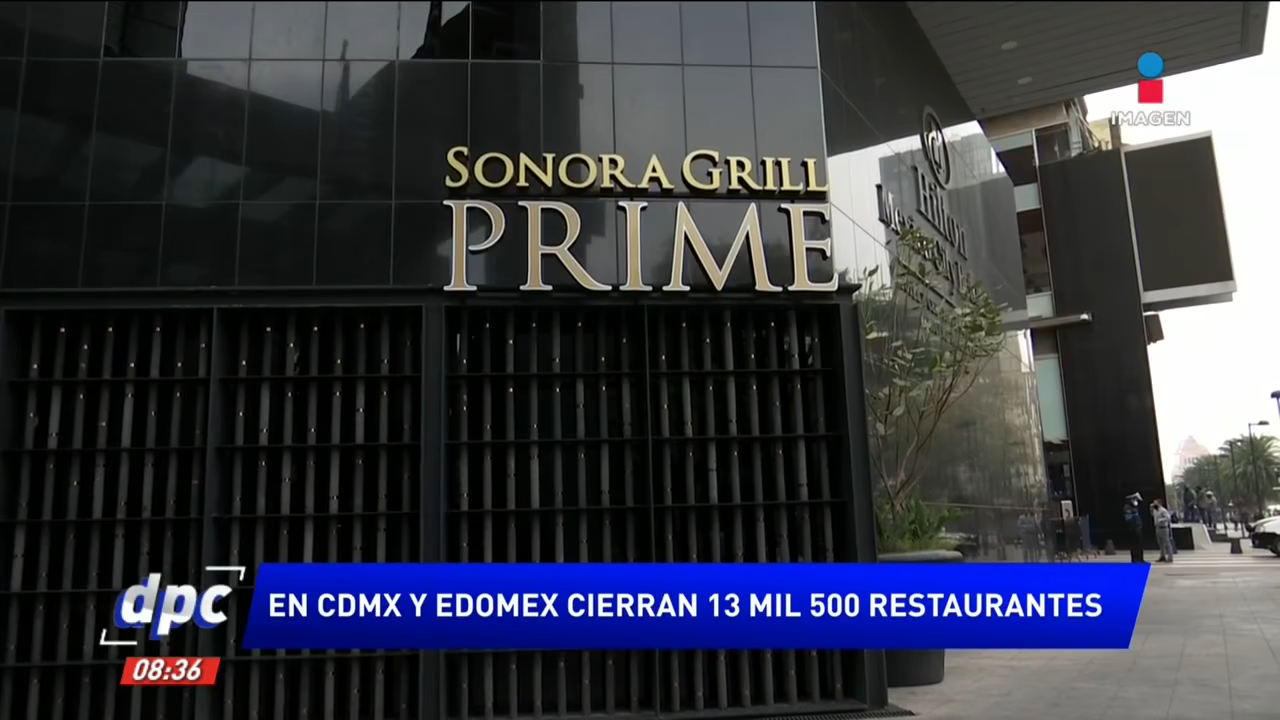 IMAGEN
SONORA GRILL
PRIME
Hilton
dpc
EN CDMX Y EDOMEX CIERRAN 13 MIL 500 RESTAURANTES
08:36